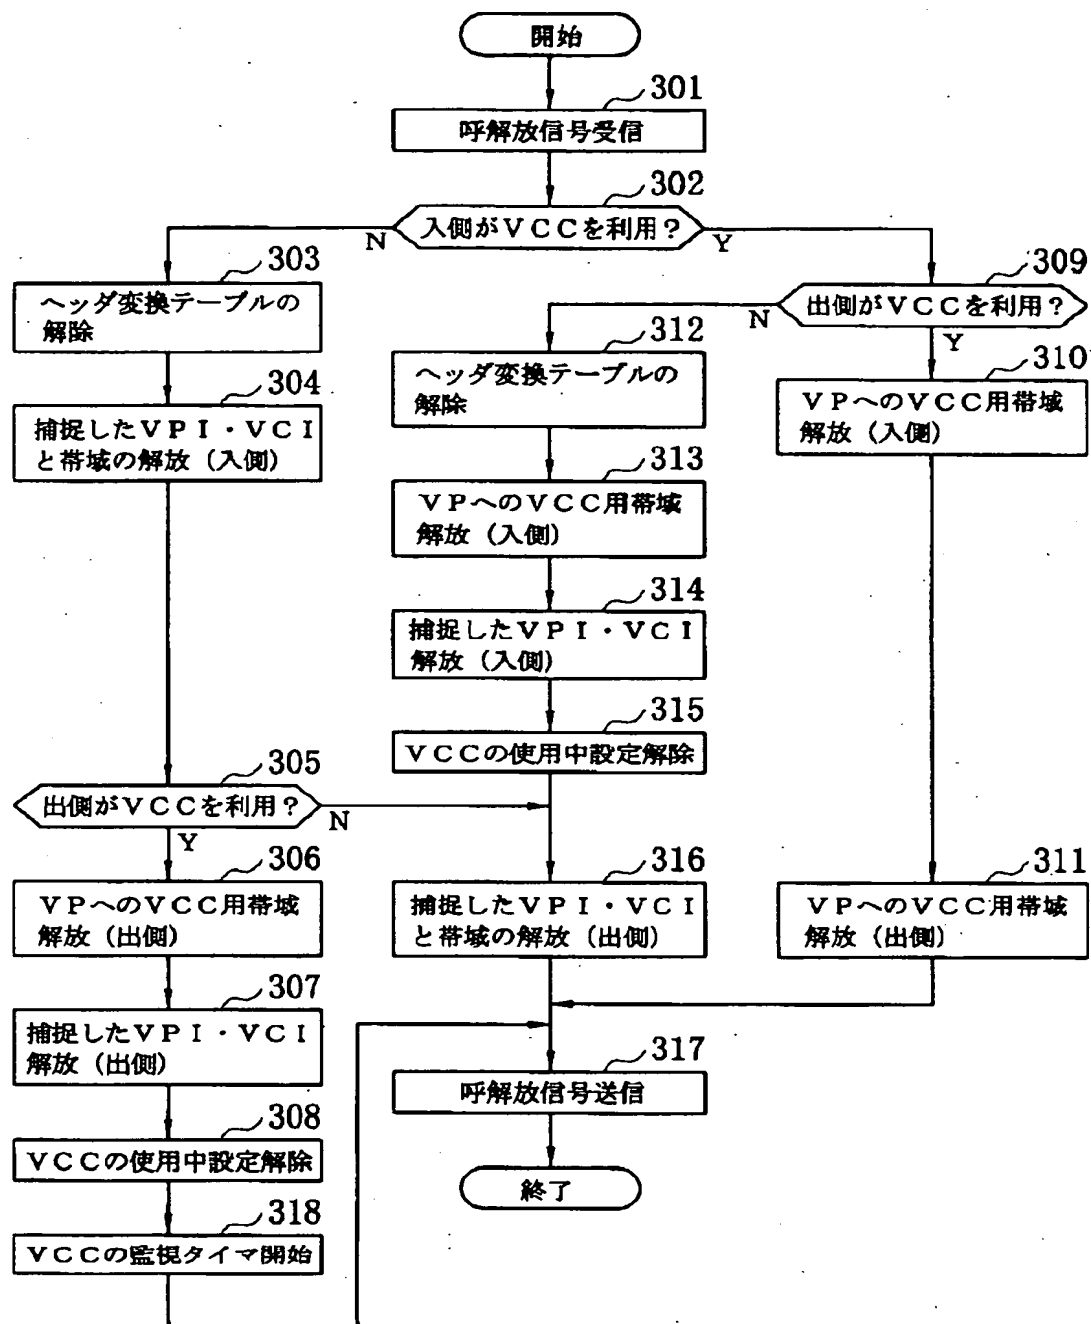 開始
301
呼解放信号受信
302
入側がＶＣＣを利用？
N
Y
303
ヘッダ変換テーブルの
解除
304
捕捉したＶＰＩ・ＶＣＩ
と帯域の解放（入側）
305
出側がＶＣＣを利用？
N
Y
306
ＶＰへのＶＣＣ用帯域
解放（出側）
307
捕捉したＶＰＩ・ＶＣＩ
解放（出側）
308
ＶＣＣの使用中設定解除
318
ＶＣＣの監視タイマ開始
309
出側がＶＣＣを利用？
N
Y
312
ヘッダ変換テーブルの
解除
313
ＶＰへのＶＣＣ用帯域
解放（入側）
314
捕捉したＶＰＩ・ＶＣＩ
解放（入側）
315
ＶＣＣの使用中設定解除
316
捕捉したＶＰＩ・ＶＣＩ
と帯域の解放（出側）
310
ＶＰへのＶＣＣ用帯域
解放（入側）
311
ＶＰへのＶＣＣ用帯域
解放（出側）
317
呼解放信号送信
終了